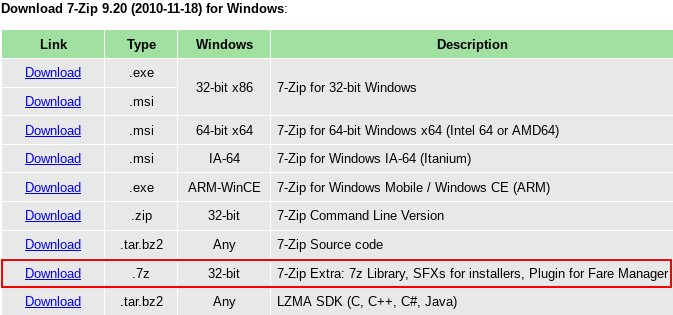 Download 7-Zip 9.20 (2010-11-18) for Windows:
Link Type Windows Description
Download .exe 32-bit x86 7-Zip for 32-bit Windows
Download .msi
Download .msi 64-bit x64 7-Zip for 64-bit Windows x64 (Intel 64 or AMD64)
Download .msi IA-64 7-Zip for Windows IA-64 (Itanium)
Download .exe ARM-WinCE 7-Zip for Windows Mobile / Windows CE (ARM)
Download .zip 32-bit 7-Zip Command Line Version
Download .tar.bz2 Any 7-Zip Source code
Download .7z 32-bit 7-Zip Extra: 7z Library, SFXs for installers, Plugin for Fare Manager
Download .tar.bz2 Any LZMA SDK (C, C++, C#, Java)